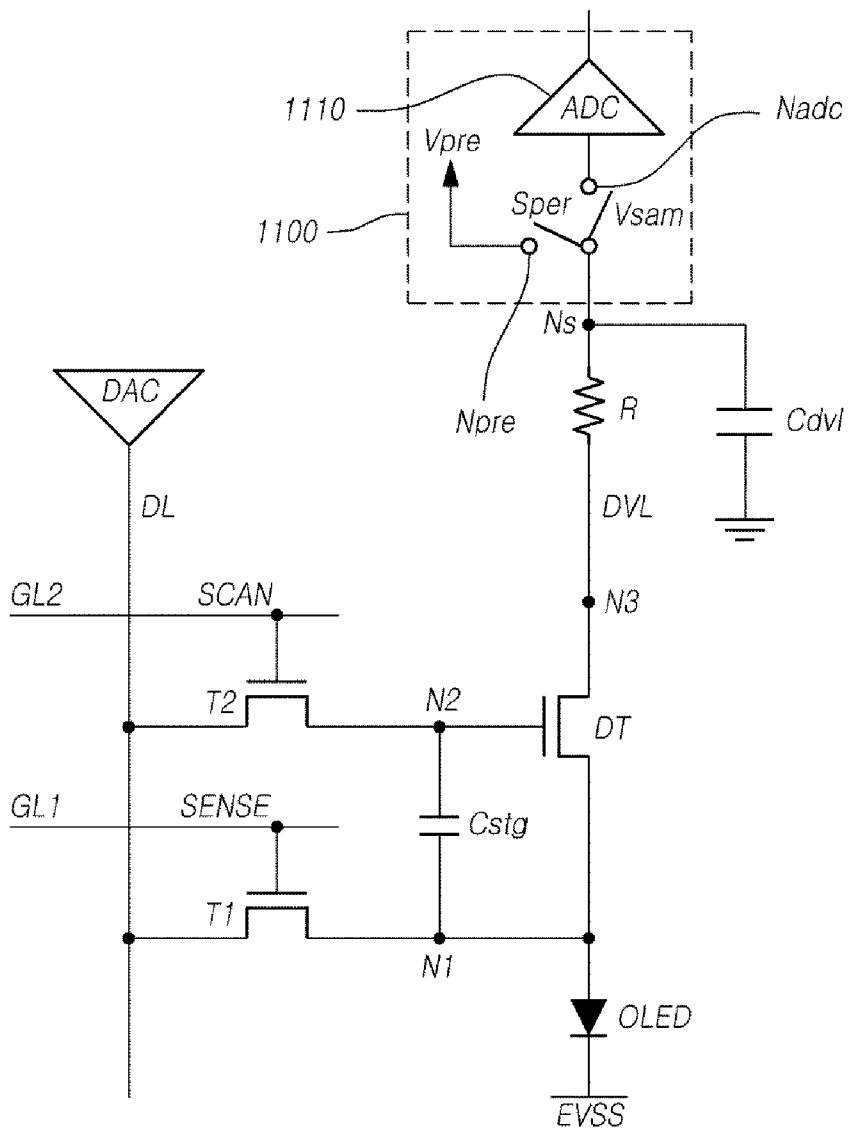 1110
ADC
Nadc
Vpre
Sper
Vsam
1100
Ns
DAC
Npre
R
Cdvl
DL
DVL
GL2
SCAN
N3
T2
N2
DT
GL1
SENSE
Cstg
T1
N1
OLED
EVSS